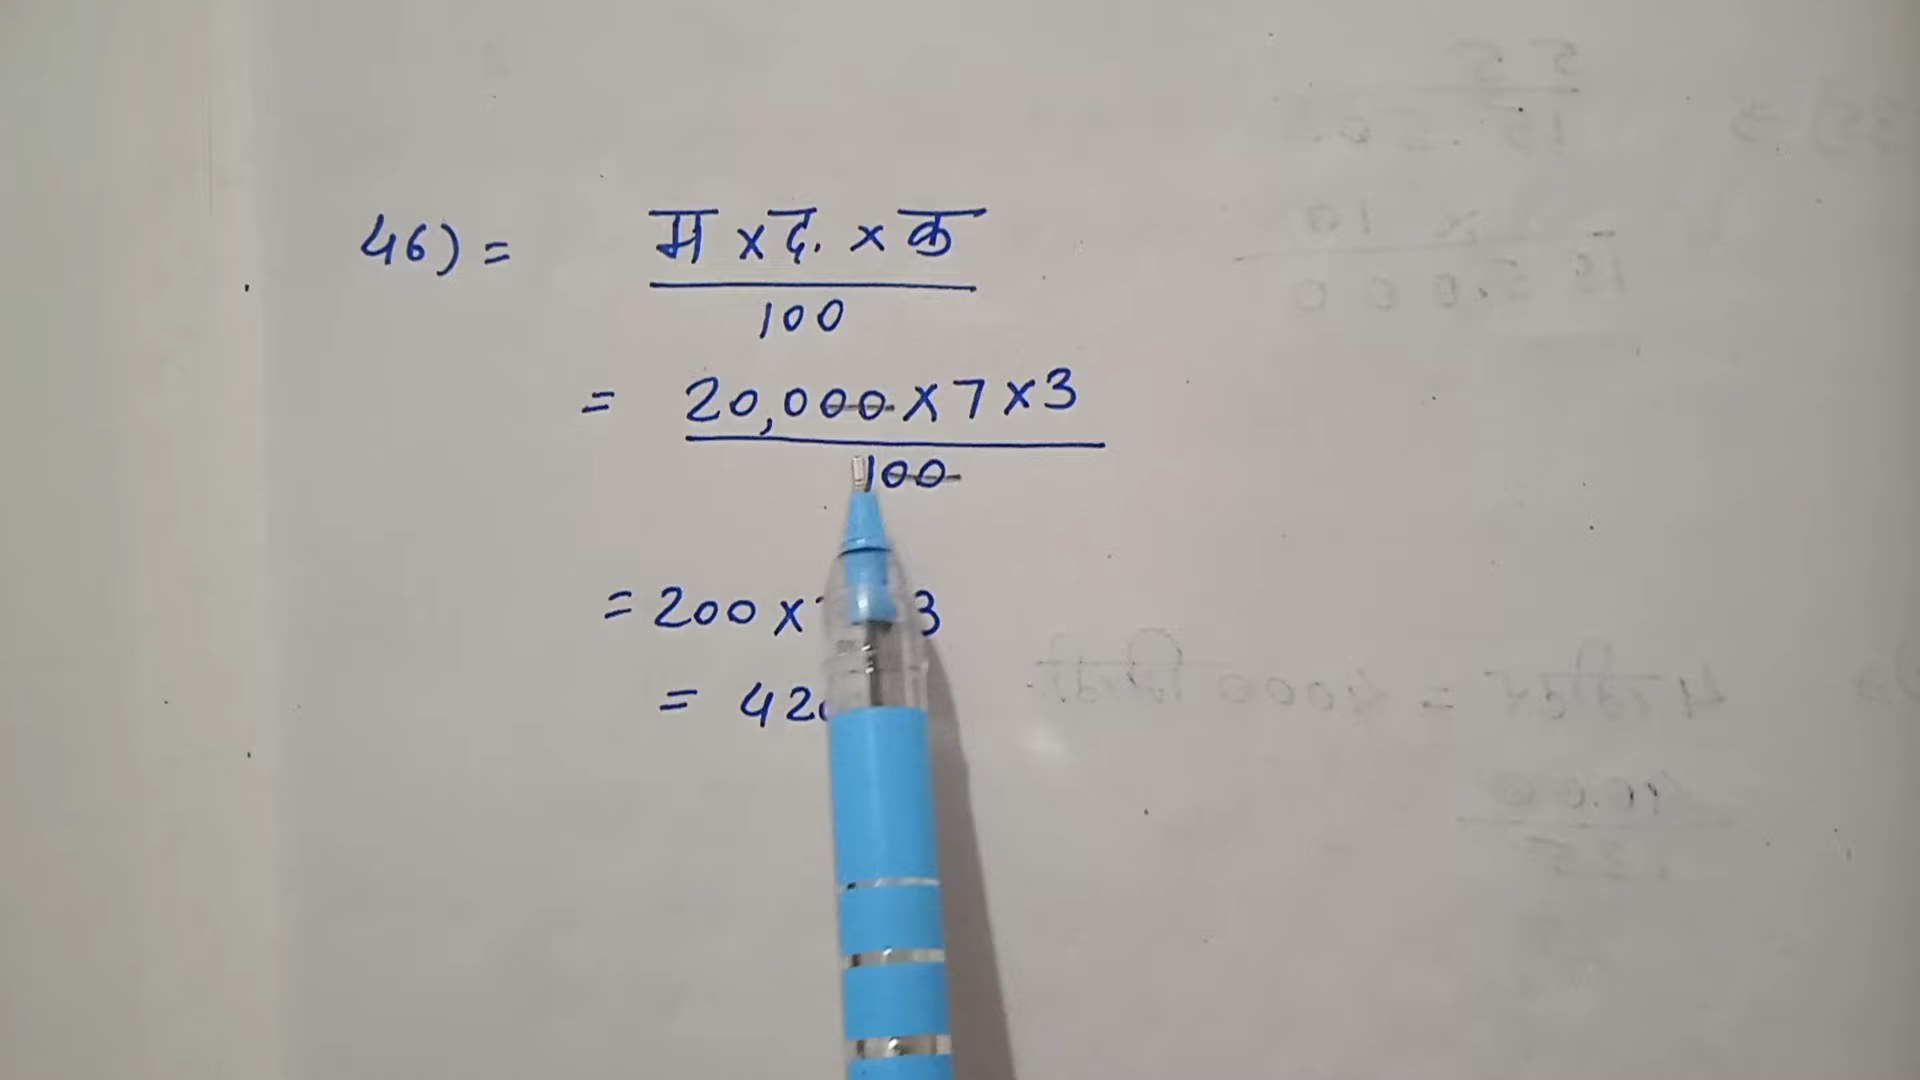 46) = म × द. × क
100
= 20,000 × 7 × 3
100
= 200 × 3
= 42